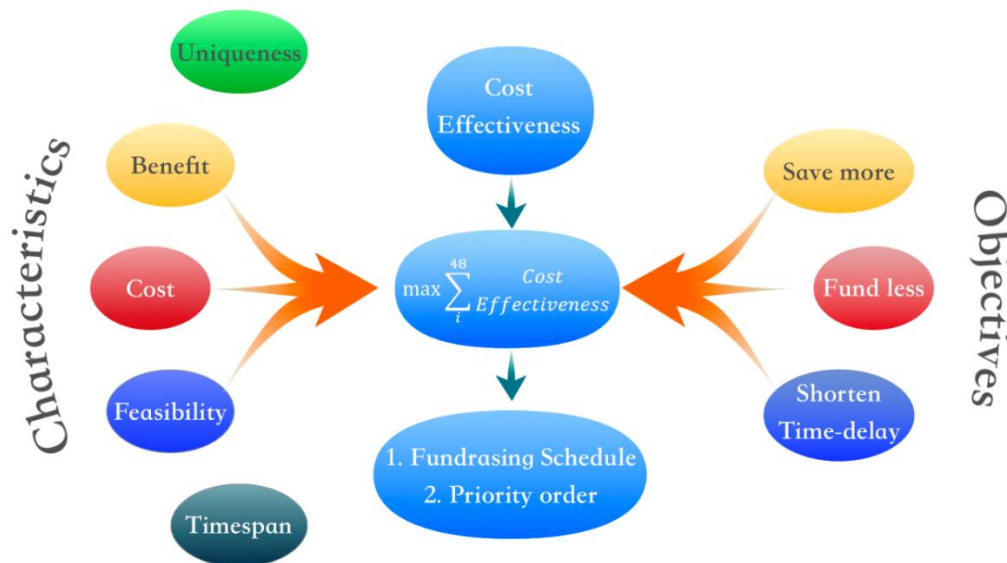 Uniqueness
Cost
Effectiveness
Characteristics
Benefit
Save more
Objectives
Cost
max ∑ 48 i Cost
Effectiveness
Fund less
Feasibility
Shorten
Time-delay
1. Fundrasing Schedule
2. Priority order
Timespan